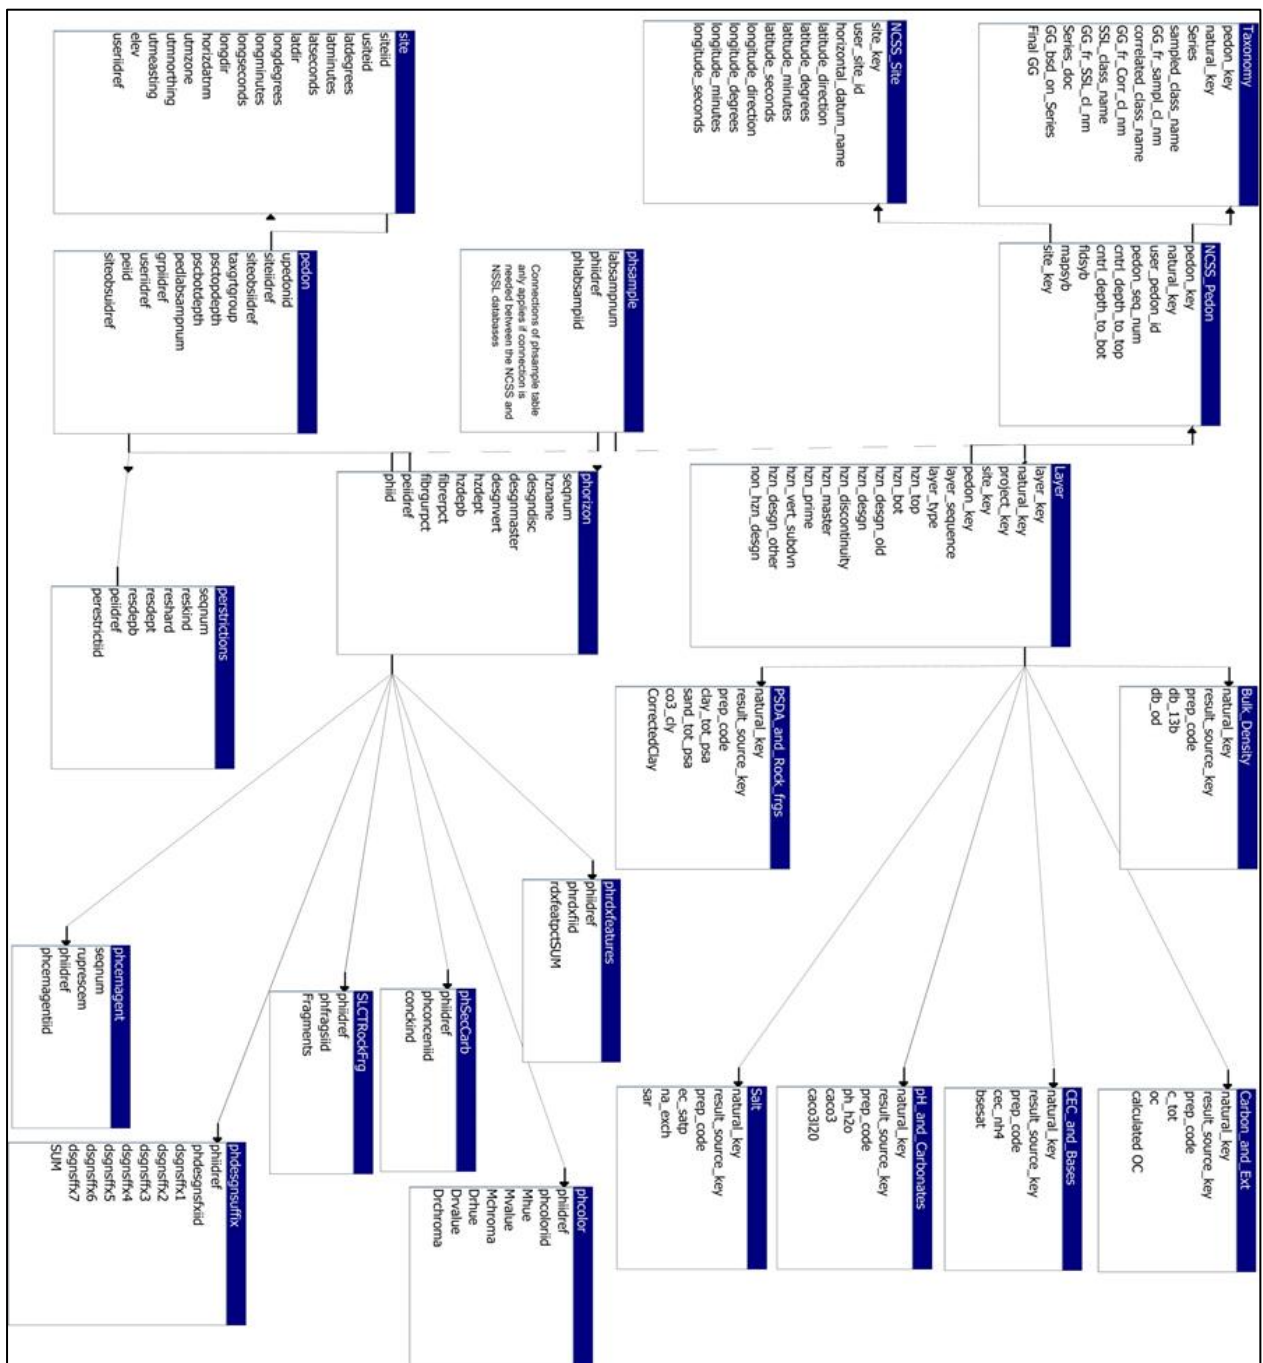 Taxonomy
pedon_key
natural_key
Series
sampled_class_name
GG_fr_sampl_cl_nm
correlated_class_name
GG_fr_Corr_cl_nm
SSL_class_name
GG_fr_SSL_cl_nm
Series_doc
GG_bsd_on_Series
Final GG
NCSS_Pedon
pedon_key
natural_key
user_pedon_id
pedon_seq_num
cntrl_depth_to_top
cntrl_depth_to_bot
fldsyb
mapsyb
site_key
Bulk_Density
natural_key
result_source_key
prep_code
db_13b
db_od
Carbon_and_Ext
natural_key
result_source_key
prep_code
c_tot
oc
calculated OC
Layer
layer_key
natural_key
project_key
site_key
pedon_key
layer_sequence
layer_type
hzn_top
hzn_bot
hzn_desgn_old
hzn_desgn
hzn_discontinuity
hzn_master
hzn_prime
hzn_vert_subdvn
hzn_desgn_other
non_hzn_desgn
CEC_and_Bases
natural_key
result_source_key
prep_code
cec_nh4
bsesat
NCSS_Site
site_key
user_site_id
horizontal_datum_name
latitude_direction
latitude_degrees
latitude_minutes
latitude_seconds
longitude_direction
longitude_degrees
longitude_minutes
longitude_seconds
pH_and_Carbonates
natural_key
result_source_key
prep_code
ph_h2o
caco3
caco3l20
PSDA_and_Rock_frgs
natural_key
result_source_key
prep_code
clay_tot_psa
sand_tot_psa
co3_cly
CorrectedClay
Salt
natural_key
result_source_key
prep_code
ec_satp
na_exch
sar
phsample
labsampnum
phiidref
phlabsampiid
Connections of phsample table
only applies if connection is
needed between the NCSS and
NSSL databases
phorizon
seqnum
hzname
desgndisc
desgnmaster
desgnvert
hzdept
hzdepb
fibrerpct
fibrgurpct
peiidref
phiid
phrdxfeatures
phiidref
phrdxfiid
rdxfeatpctSUM
phcolor
phiidref
phcoloriid
Mhue
Mvalue
Mchroma
Drhue
Drvalue
Drchroma
site
siteiid
usiteid
latdegrees
latminutes
latseconds
latdir
longdegrees
longminutes
longseconds
longdir
horizdatnm
utmzone
utmnorthing
utmeasting
elev
useriidref
pedon
upedonid
siteiidref
siteobsiidref
taxgrtgroup
psctopdepth
pscbotdepth
pedlabsampnum
grpiidref
useriidref
peiid
siteobsuidref
perstrictions
seqnum
reskind
reshard
resdept
resdepb
peiidref
perestrictiid
phSecCarb
phiidref
phconceniid
conckind
SLCTRockFrg
phiidref
phfragsiid
Fragments
phdesgnsuffix
phiidref
phdesgnsfxiid
dsgnsffx1
dsgnsffx2
dsgnsffx3
dsgnsffx4
dsgnsffx5
dsgnsffx6
dsgnsffx7
SUM
phcemagent
seqnum
ruprescem
phiidref
phcemagentiid